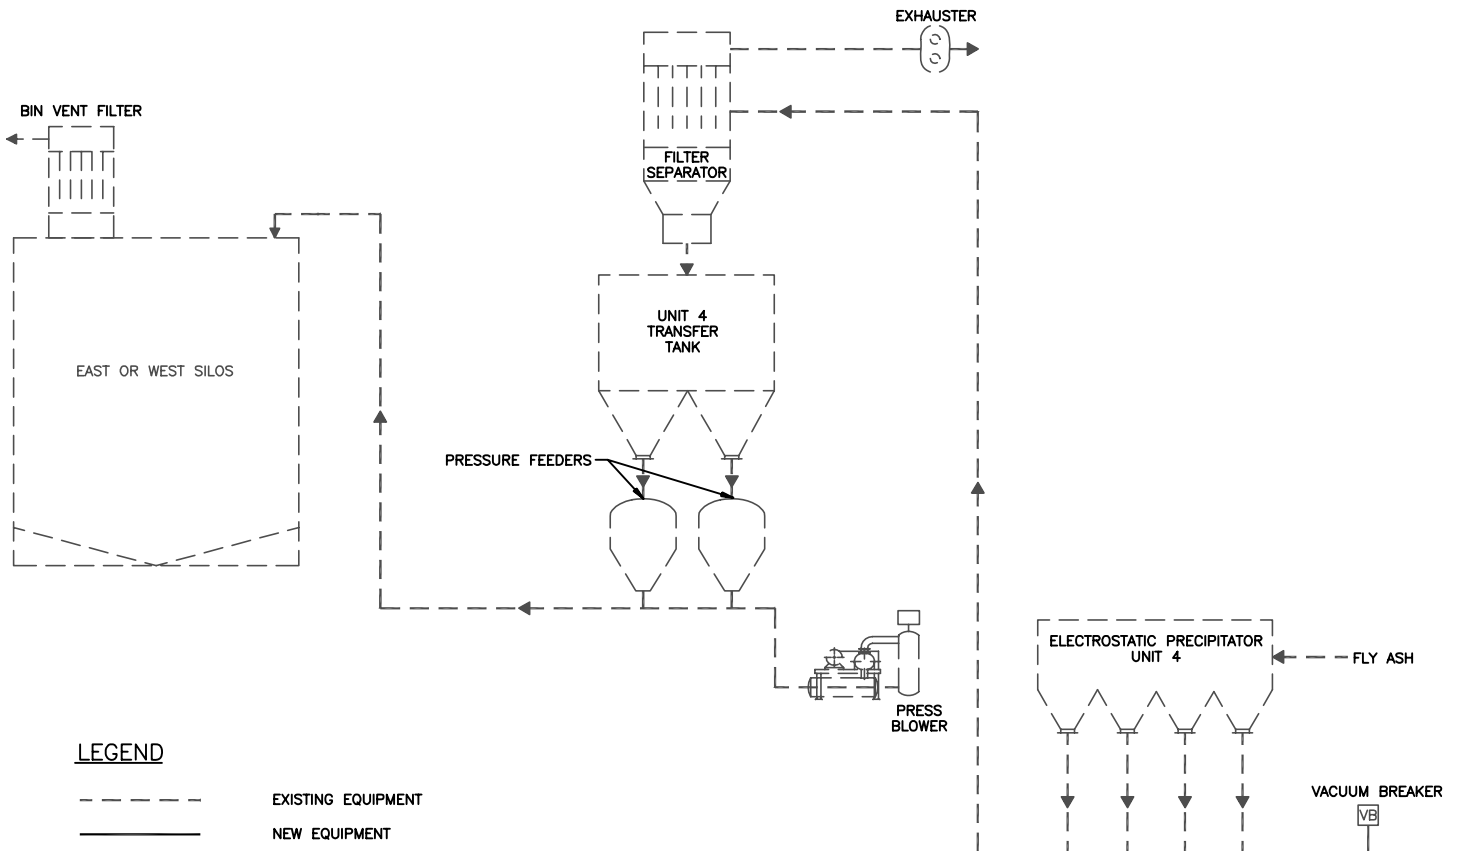 EXHAUSTER
BIN VENT FILTER
FILTER
SEPARATOR
UNIT 4
TRANSFER
TANK
EAST OR WEST SILOS
PRESSURE FEEDERS
ELECTROSTATIC PRECIPITATOR
UNIT 4
FLY ASH
PRESS
BLOWER
LEGEND
EXISTING EQUIPMENT
NEW EQUIPMENT
VACUUM BREAKER
VB